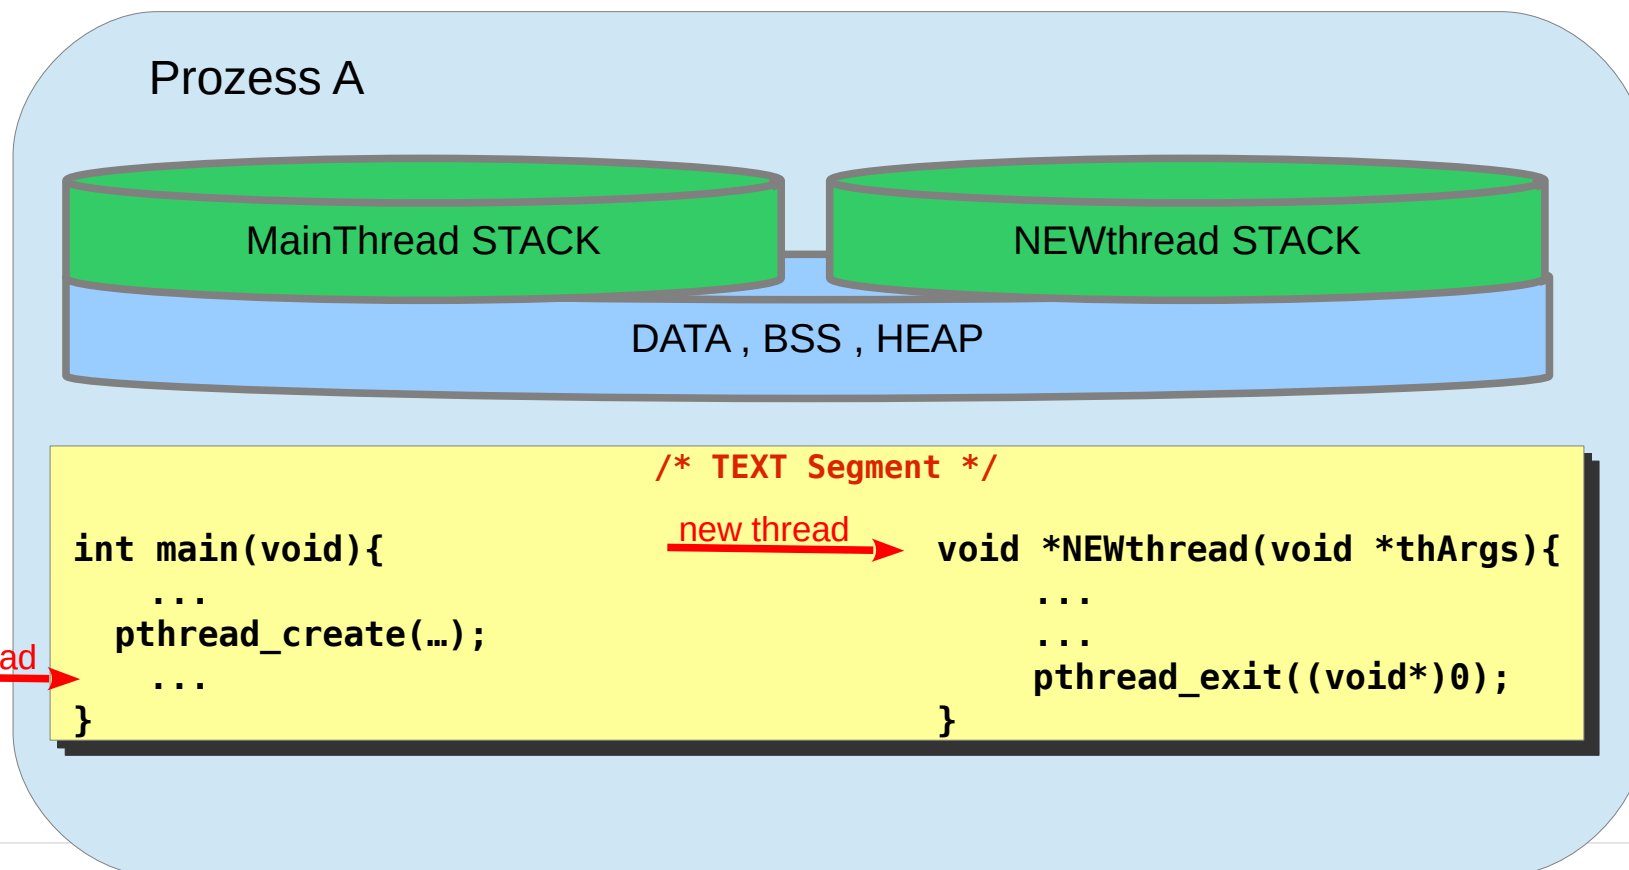 Prozess A
MainThread STACK
NEWthread STACK
DATA , BSS , HEAP
/* TEXT Segment */
new thread
int main(void){
...
pthread_create(…);
...
}
void *NEWthread(void *thArgs){
...
...
pthread_exit((void*)0);
}